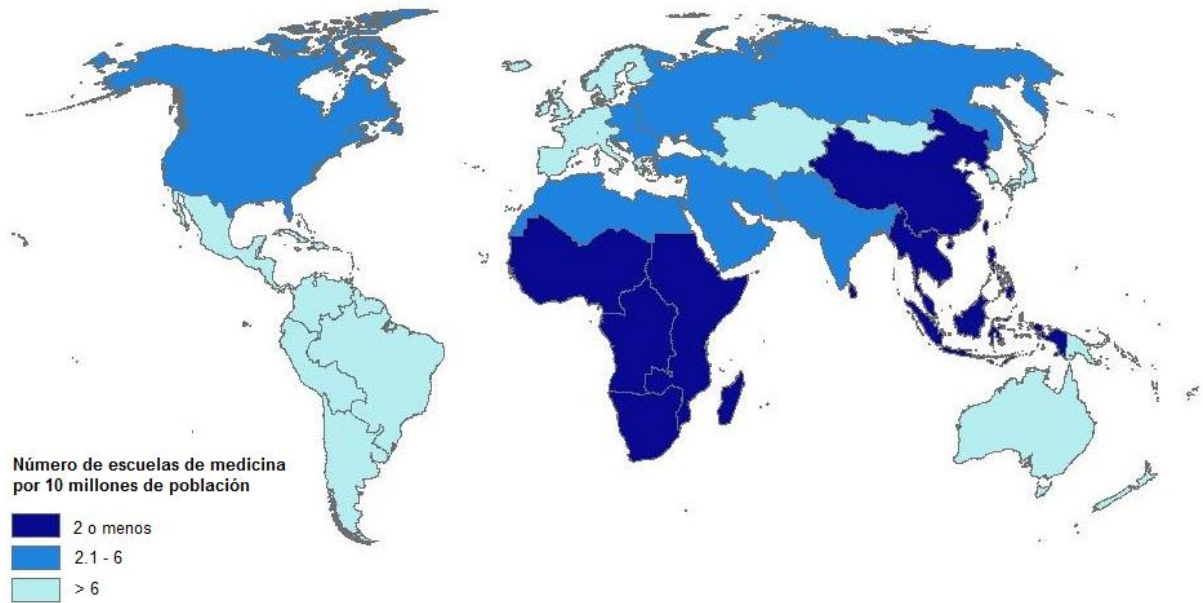 Número de escuelas de medicina
por 10 millones de población
2 o menos
2.1 - 6
> 6